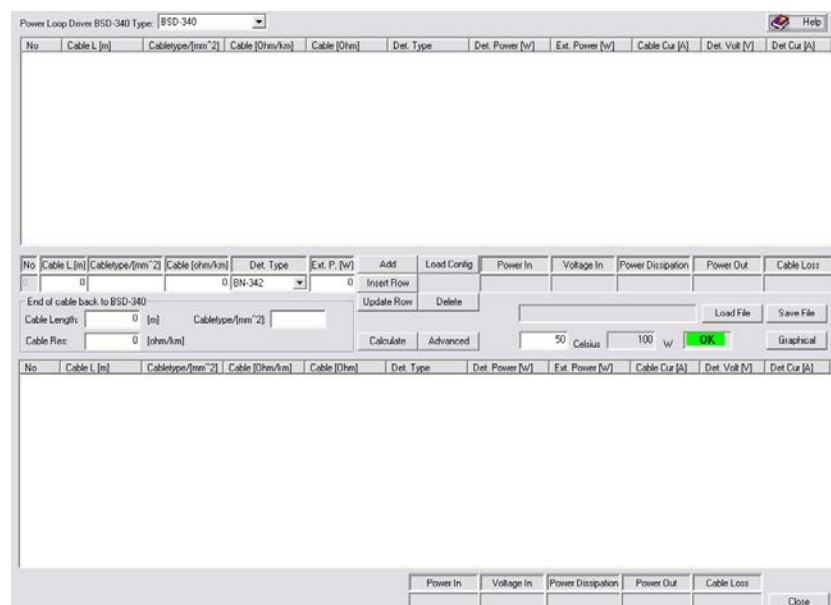 Power Loop Driver BSD-340 Type: BSD-340 Help
No Cable L [m] Cabletype/[mm^2] Cable [Ohm/km] Cable [Ohm] Det. Type Det. Power [W] Ext. Power [W] Cable Cur [A] Det. Volt [V] Det Cur [A]
No Cable L [m] Cabletype/[mm^2] Cable [ohm/km] Det. Type Ext. P. [W] Add Load Config Power In Voltage In Power Dissipation Power Out Cable Loss
0 0 0 BN-342 0 Insert Row
End of cable back to BSD-340 Update Row Delete
Cable Length: 0 [m] Cabletype/[mm^2]: Load File Save File
Cable Res: 0 [ohm/km] Calculate Advanced 50 Celsius 100 W OK Graphical
No Cable L [m] Cabletype/[mm^2] Cable [Ohm/km] Cable [Ohm] Det. Type Det. Power [W] Ext. Power [W] Cable Cur [A] Det. Volt [V] Det Cur [A]
Power In Voltage In Power Dissipation Power Out Cable Loss
Close